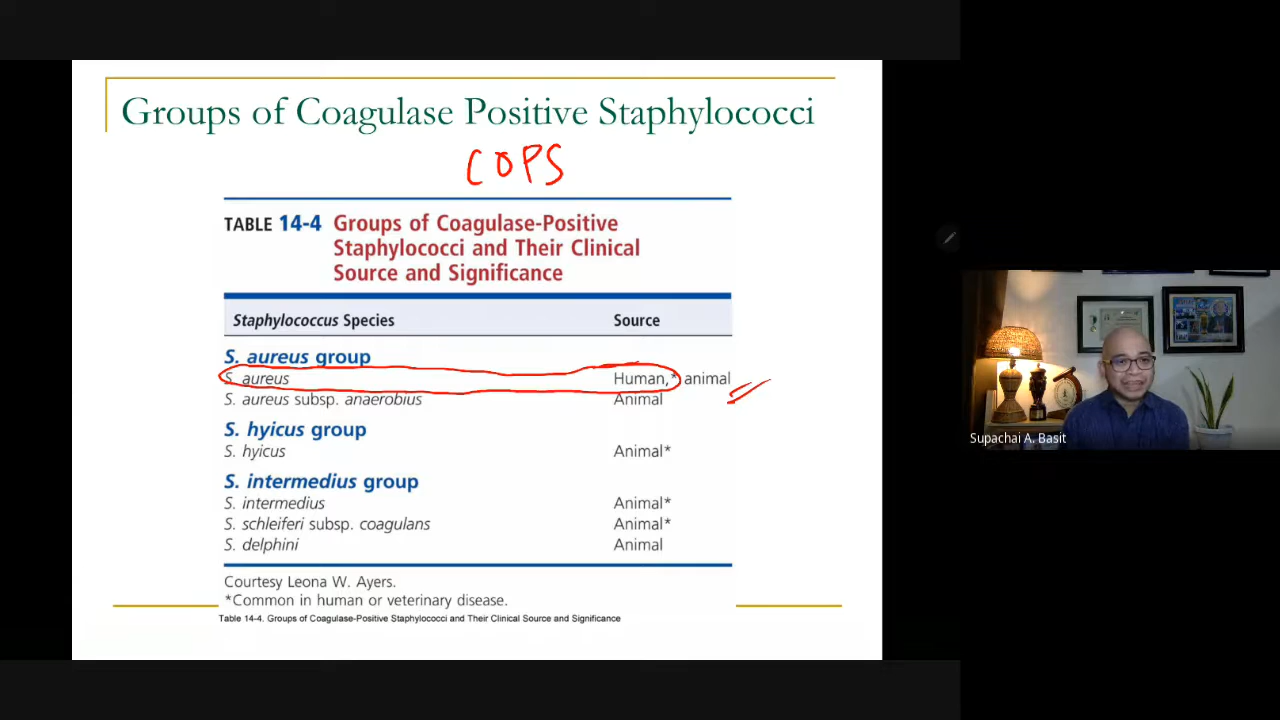 Groups of Coagulase Positive Staphylococci
COPS
TABLE 14-4 Groups of Coagulase-Positive
Staphylococci and Their Clinical
Source and Significance
Staphylococcus Species Source
S. aureus group
S. aureus Human,* animal
S. aureus subsp. anaerobius Animal
S. hyicus group
S. hyicus Animal*
S. intermedius group
S. intermedius Animal*
S. schleiferi subsp. coagulans Animal*
S. delphini Animal
Courtesy Leona W. Ayers.
*Common in human or veterinary disease.
Table 14-4. Groups of Coagulase-Positive Staphylococci and Their Clinical Source and Significance
Supachai A. Basit